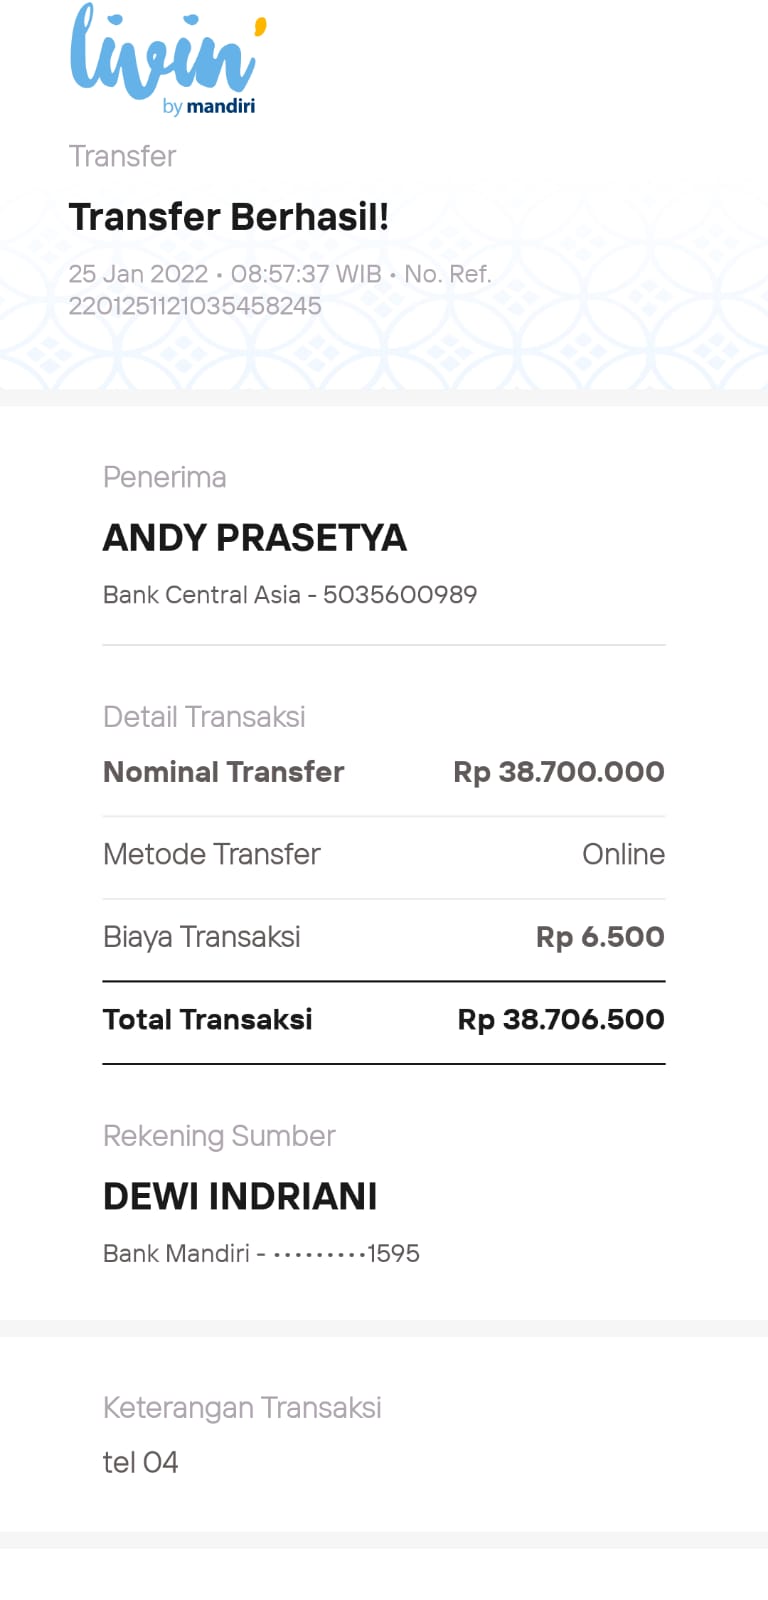 livin'
by mandiri
Transfer
Transfer Berhasil!
25 Jan 2022 • 08:57:37 WIB • No. Ref.
2201251121035458245
Penerima
ANDY PRASETYA
Bank Central Asia - 5035600989
Detail Transaksi
Nominal Transfer Rp 38.700.000
Metode Transfer Online
Biaya Transaksi Rp 6.500
Total Transaksi Rp 38.706.500
Rekening Sumber
DEWI INDRIANI
Bank Mandiri - •••••••••1595
Keterangan Transaksi
tel 04